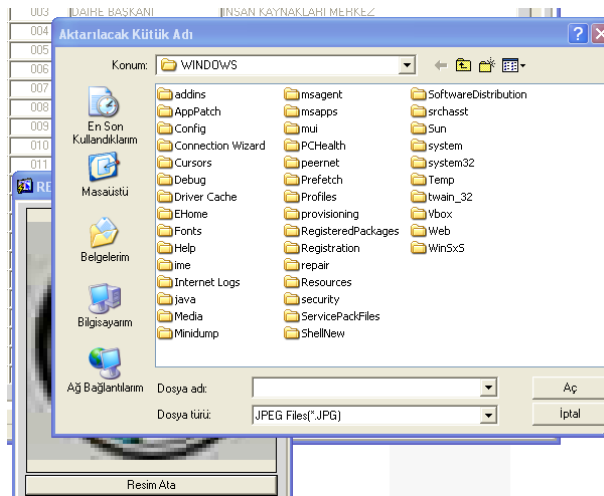 003 DAİRE BAŞKANI İNSAN KAYNAKLARI MERKEZ
004
Aktarılacak Kütük Adı
005
006
Konum: WINDOWS
007
008
009
010
011
En Son Kullandıklarım
Masaüstü
Belgelerim
Bilgisayarım
Ağ Bağlantılarım
addins
AppPatch
Config
Connection Wizard
Cursors
Debug
Driver Cache
EHome
Fonts
Help
ime
Internet Logs
java
Media
Minidump
msagent
msapps
mui
PCHealth
peernet
Prefetch
Profiles
provisioning
RegisteredPackages
Registration
repair
Resources
security
ServicePackFiles
ShellNew
SoftwareDistribution
srchasst
Sun
system
system32
Temp
twain_32
Vbox
Web
WinSxS
Dosya adı:
Aç
Dosya türü: JPEG Files(*.JPG)
İptal
RE
Resim Ata